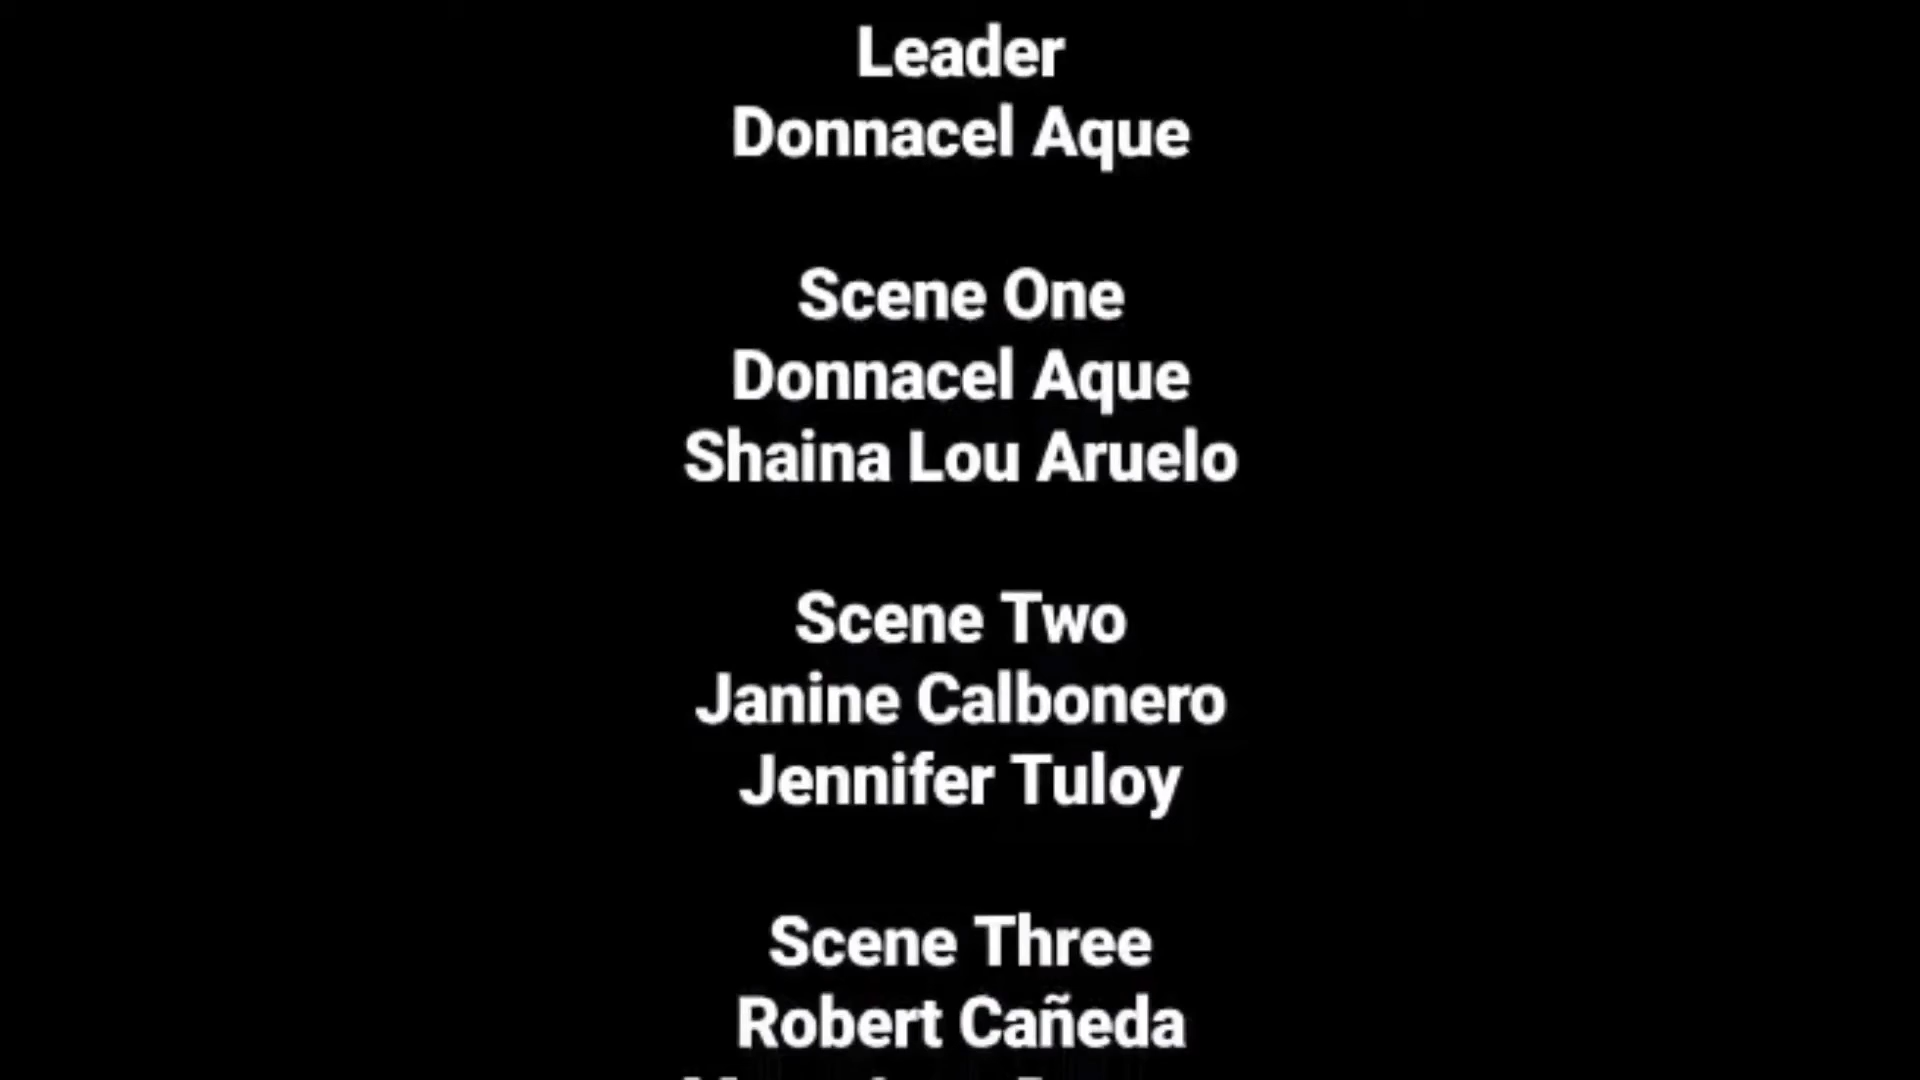 Leader
Donnacel Aque
Scene One
Donnacel Aque
Shaina Lou Aruelo
Scene Two
Janine Calbonero
Jennifer Tuloy
Scene Three
Robert Cañeda